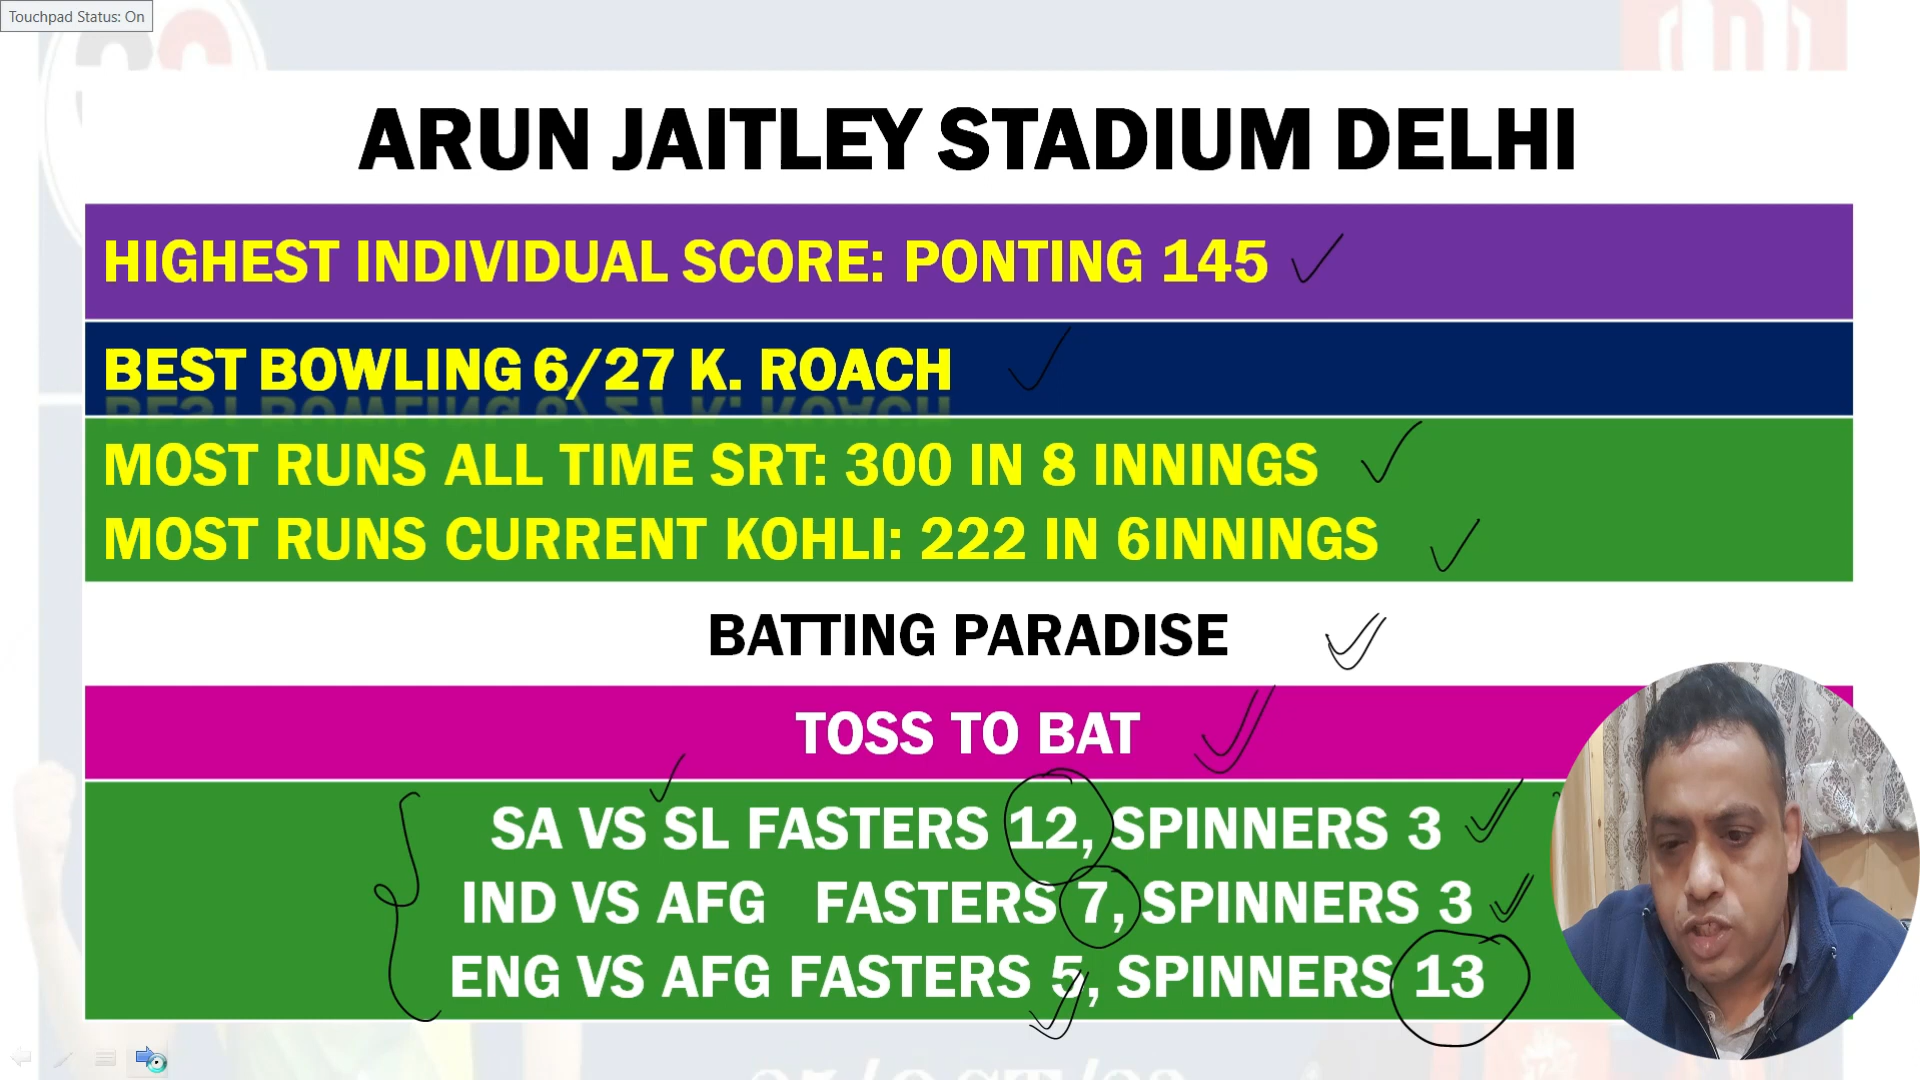 Touchpad Status: On
ARUN JAITLEY STADIUM DELHI
HIGHEST INDIVIDUAL SCORE: PONTING 145
BEST BOWLING 6/27 K. ROACH
MOST RUNS ALL TIME SRT: 300 IN 8 INNINGS
MOST RUNS CURRENT KOHLI: 222 IN 6INNINGS
BATTING PARADISE
TOSS TO BAT
SA VS SL FASTERS 12, SPINNERS 3
IND VS AFG FASTERS 7, SPINNERS 3
ENG VS AFG FASTERS 5, SPINNERS 13